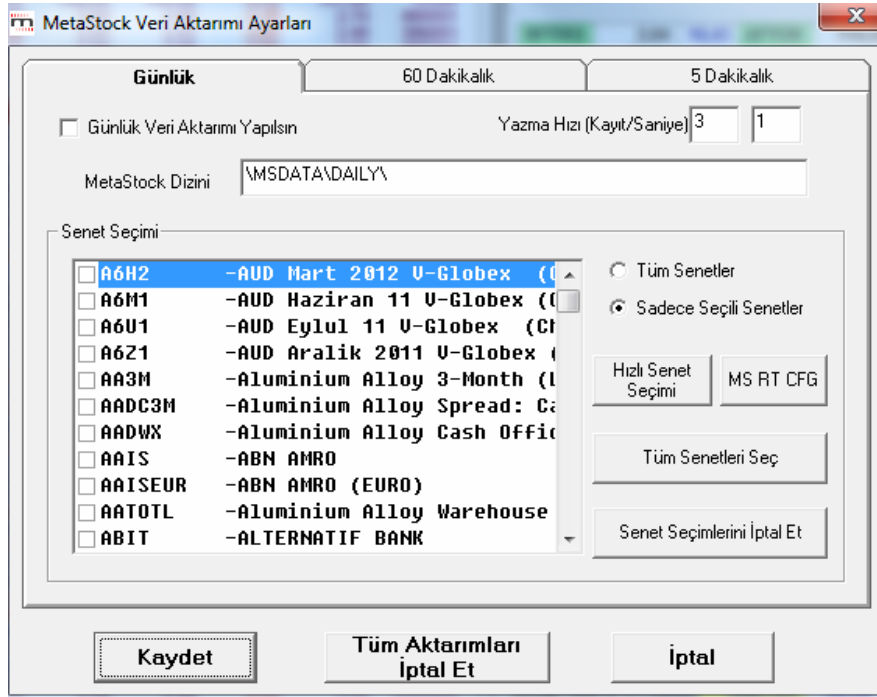 MetaStock Veri Aktarımı Ayarları
Günlük
60 Dakikalık
5 Dakikalık
Günlük Veri Aktarımı Yapılsın
Yazma Hızı (Kayıt/Saniye) 3 1
MetaStock Dizini \MSDATA\DAILY\
Senet Seçimi
A6H2 -AUD Mart 2012 V-Globex (
A6M1 -AUD Haziran 11 V-Globex (
A6U1 -AUD Eylul 11 V-Globex (
A6Z1 -AUD Aralik 2011 V-Globex (
AA3M -Aluminium Alloy 3-Month (
AADC3M -Aluminium Alloy Spread:
AADWX -Aluminium Alloy Cash
AAIS -ABN AMRO
AAISEUR -ABN AMRO (EURO)
AATOTL -Aluminium Alloy Warehouse
ABIT -ALTERNATIF BANK
Tüm Senetler
Sadece Seçili Senetler
Hızlı Senet
Seçimi
MS RT CFG
Tüm Senetleri Seç
Senet Seçimlerini İptal Et
Kaydet
Tüm Aktarımları
İptal Et
İptal